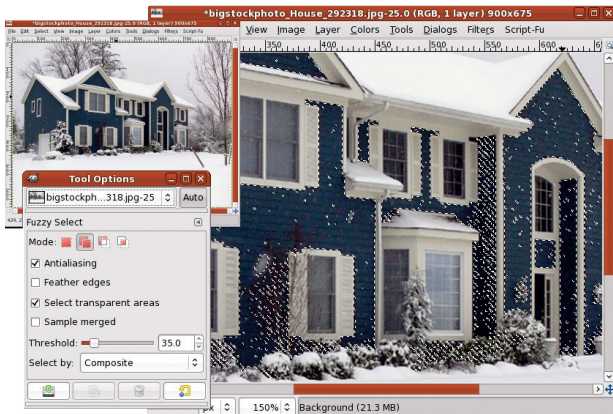 *bigstockphoto_House_292318.jpg-25.0 (RGB, 1 layer) 900x675
View Image Layer Colors Tools Dialogs Filters Script-Fu
350 400 450 500 550 600
*bigstockphoto_House_292318.jpg-25.0 (RGB, 1 layer) 900x675
File Edit Select View Image Layer Colors Tools Dialogs Filters Script-Fu
Tool Options
bigstockph...318.jpg-25 Auto
Fuzzy Select
Mode:
Antialiasing
Feather edges
Select transparent areas
Sample merged
Threshold: 35.0
Select by: Composite
px 150% Background (21.3 MB)